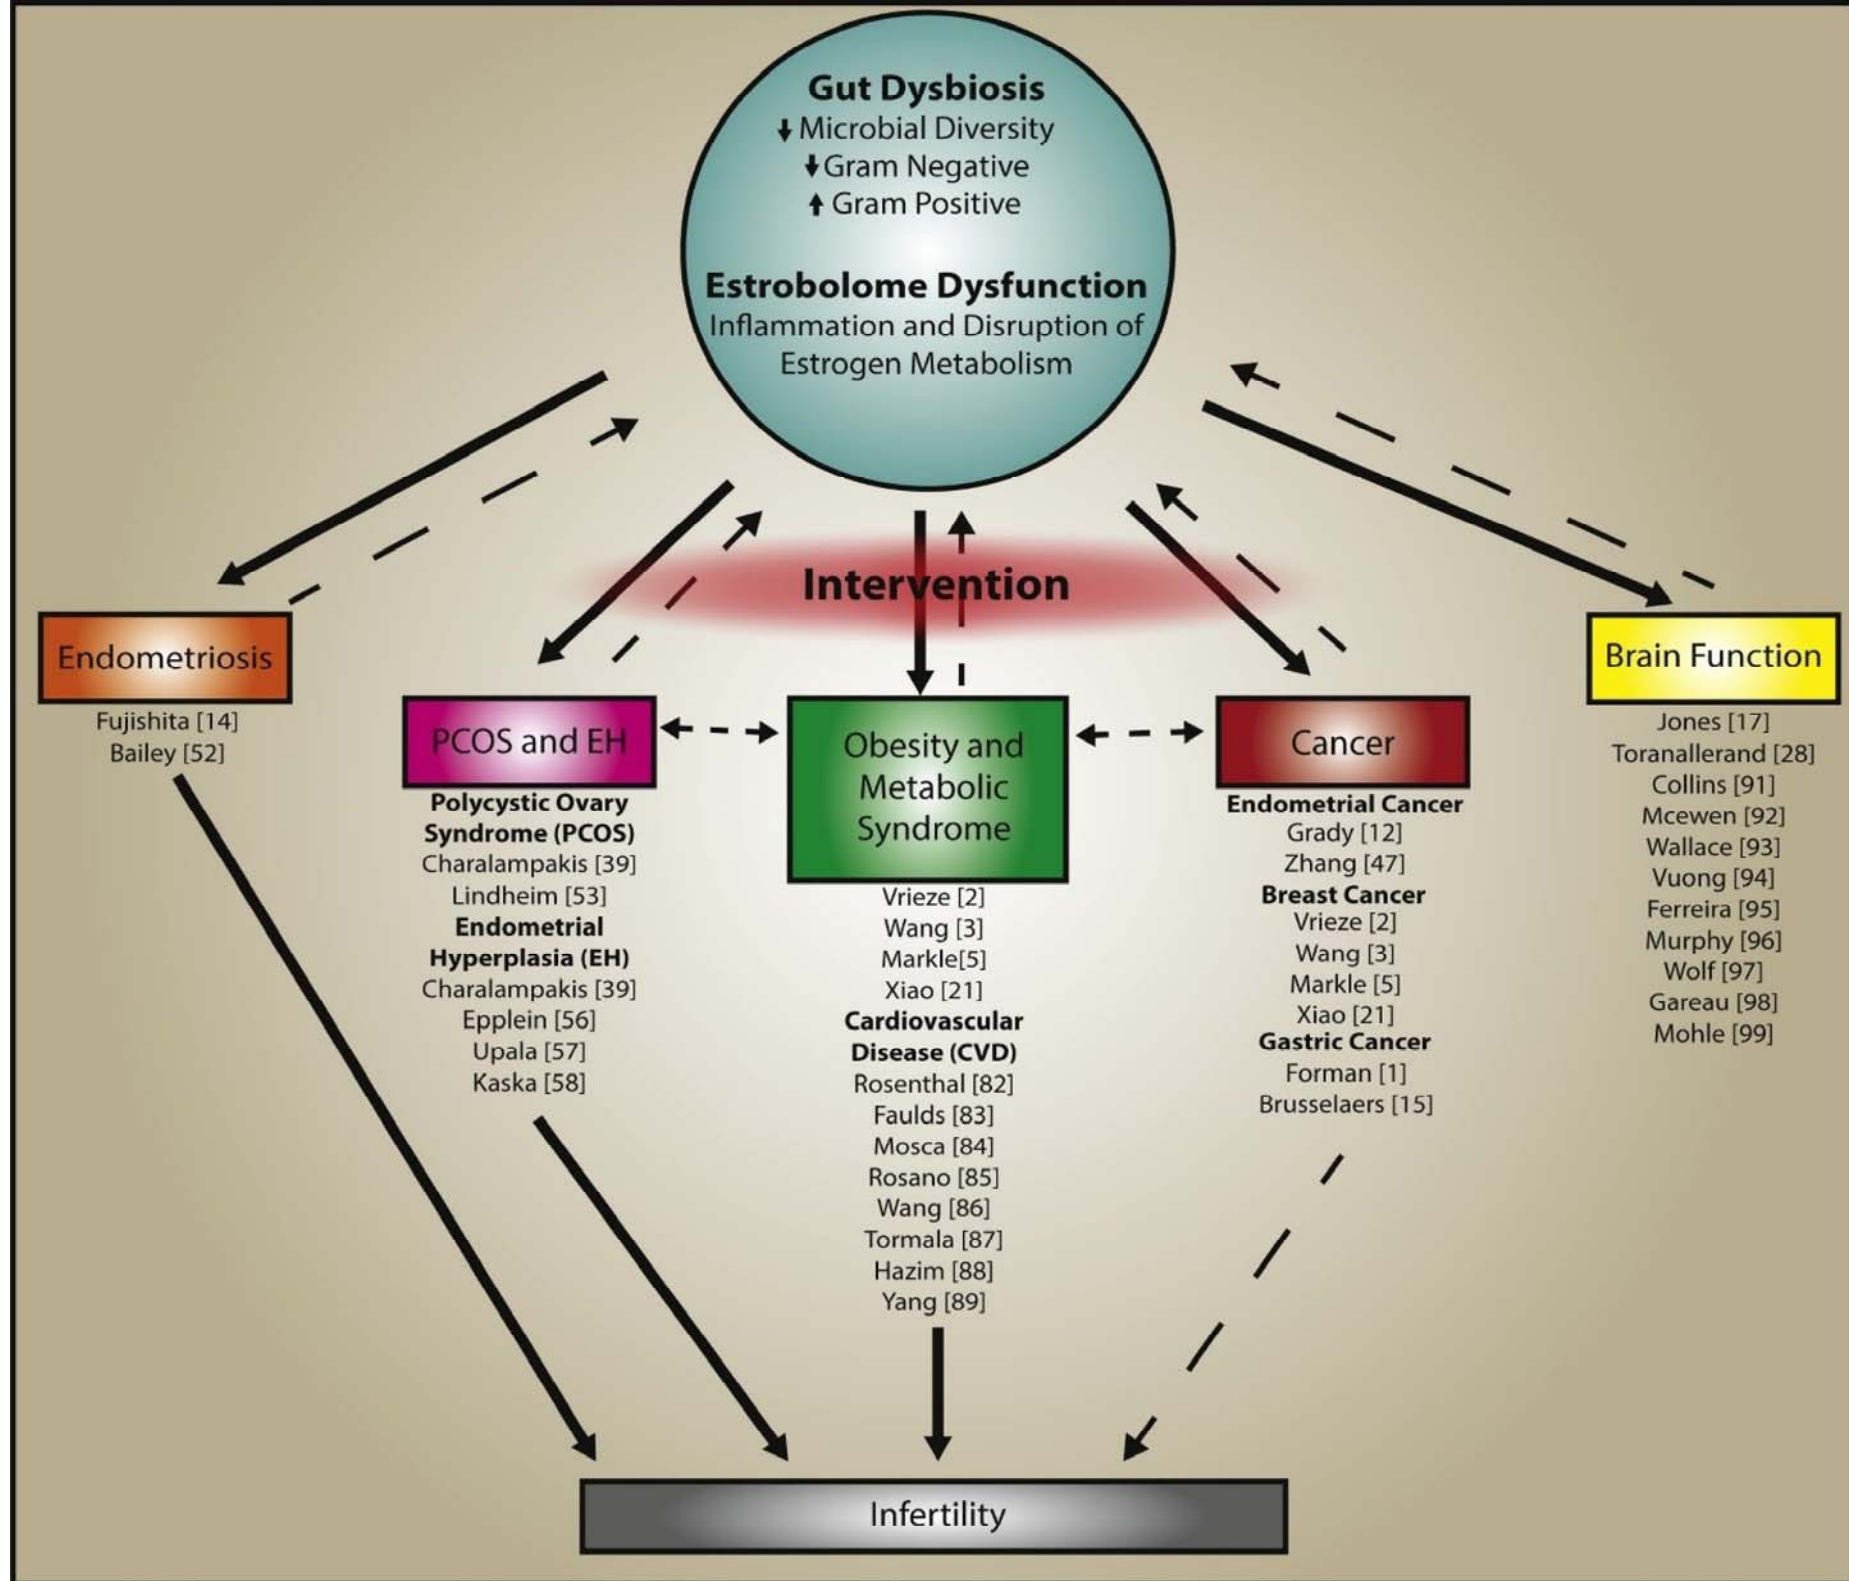 Gut Dysbiosis
↓ Microbial Diversity
↓ Gram Negative
↑ Gram Positive
Estrobolome Dysfunction
Inflammation and Disruption of
Estrogen Metabolism
Intervention
Endometriosis
Fujishita [14]
Bailey [52]
PCOS and EH
Polycystic Ovary
Syndrome (PCOS)
Charalampakis [39]
Lindheim [53]
Endometrial
Hyperplasia (EH)
Charalampakis [39]
Epplein [56]
Upala [57]
Kaska [58]
Obesity and
Metabolic
Syndrome
Vrieze [2]
Wang [3]
Markle[5]
Xiao [21]
Cardiovascular
Disease (CVD)
Rosenthal [82]
Faulds [83]
Mosca [84]
Rosano [85]
Wang [86]
Tormala [87]
Hazim [88]
Yang [89]
Cancer
Endometrial Cancer
Grady [12]
Zhang [47]
Breast Cancer
Vrieze [2]
Wang [3]
Markle [5]
Xiao [21]
Gastric Cancer
Forman [1]
Brusselaers [15]
Brain Function
Jones [17]
Toranallerand [28]
Collins [91]
Mcewen [92]
Wallace [93]
Vuong [94]
Ferreira [95]
Murphy [96]
Wolf [97]
Gareau [98]
Mohle [99]
Infertility